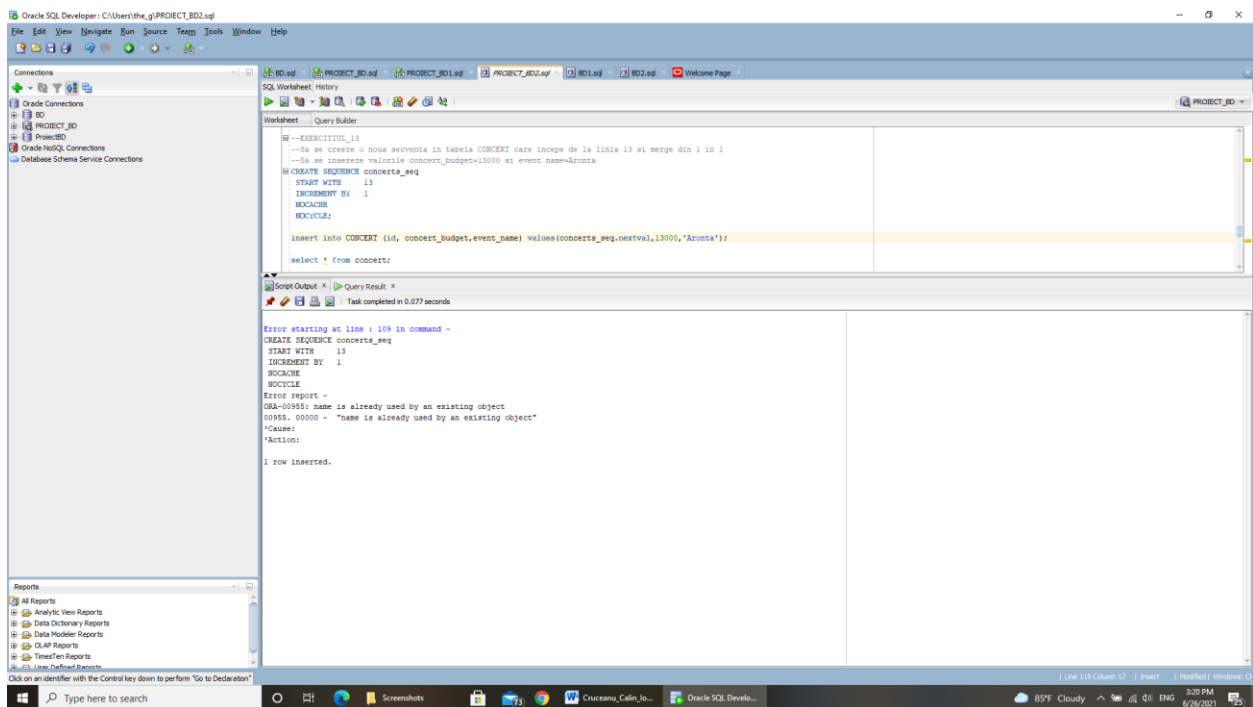 Oracle SQL Developer : C:\Users\the_g\PROIECT_BD2.sql
File Edit View Navigate Run Source Team Tools Window Help
Connections
Oracle Connections
BD
PROIECT_BD
ProiectBD
Oracle NoSQL Connections
Database Schema Service Connections
BD.sql PROIECT_BD.sql PROIECT_BD1.sql PROIECT_BD2.sql BD1.sql BD2.sql Welcome Page
SQL Worksheet History
PROIECT_BD
Worksheet Query Builder
--EXERCITIUL_13
--Sa se creeze o noua secventa in tabela CONCERT care incepe de la linia 13 si merge din 1 in 1
--Sa se insereze valorile concert_budget=13000 si event name=Aronta
CREATE SEQUENCE concerts_seq
START WITH 13
INCREMENT BY 1
NOCACHE
NOCYCLE;
insert into CONCERT (id, concert_budget,event_name) values(concerts_seq.nextval,13000,'Aronta');
select * from concert;
Script Output x Query Result x
Task completed in 0.077 seconds
Error starting at line : 109 in command -
CREATE SEQUENCE concerts_seq
START WITH 13
INCREMENT BY 1
NOCACHE
NOCYCLE
Error report -
ORA-00955: name is already used by an existing object
00955. 00000 - "name is already used by an existing object"
*Cause:
*Action:
1 row inserted.
Reports
All Reports
Analytic View Reports
Data Dictionary Reports
Data Modeler Reports
OLAP Reports
TimesTen Reports
User Defined Reports
Click on an identifier with the Control key down to perform "Go to Declaration"
Line 115 Column 17 | Insert | Modified | Windows: C
Type here to search
Screenshots
73
Cruceanu_Calin_Io...
Oracle SQL Develo...
85°F Cloudy
ENG
3:20 PM
6/26/2021
25